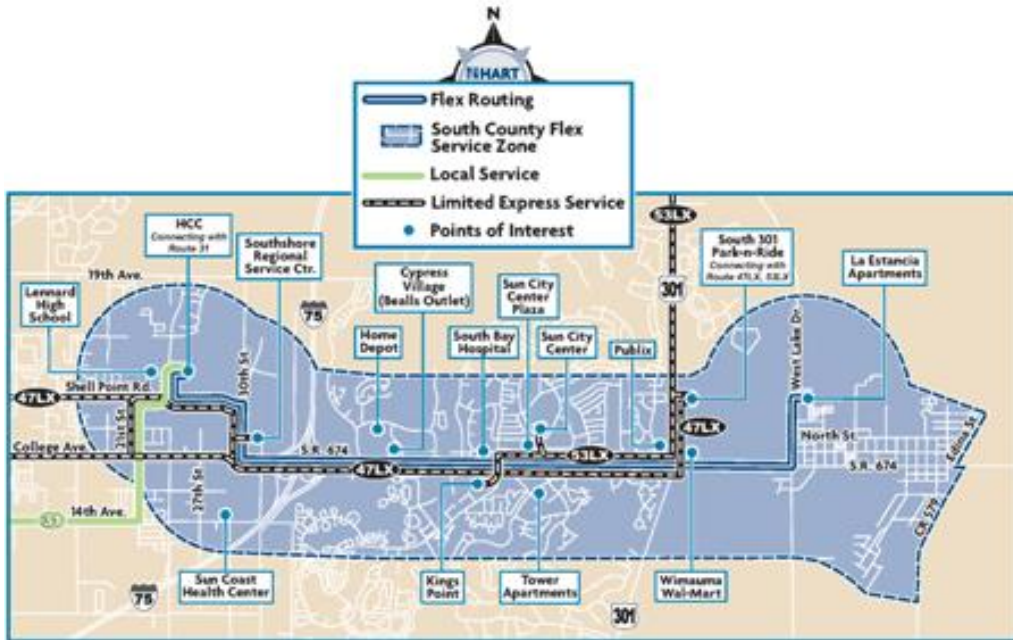 N
HART
Flex Routing
South County Flex
Service Zone
Local Service
Limited Express Service
Points of Interest
53LX
HCC
Connecting with
Route 31
Southshore
Regional
Service Ctr.
19th Ave.
Lennard
High
School
75
Cypress
Village
(Bealls Outlet)
Home
Depot
South Bay
Hospital
Sun City
Center
Plaza
Sun City
Center
Publix
301
South 301
Park-n-Ride
Connecting with
Route 47LX, 53LX
La Estancia
Apartments
West Lake Dr.
30th St
Shell Point Rd.
47LX
21st St
College Ave.
27th St
S.R. 674
47LX
53LX
47LX
North St.
S.R. 674
Edina St
CR 579
14th Ave.
31
Sun Coast
Health Center
75
Kings
Point
Tower
Apartments
301
Wimauma
Wal-Mart